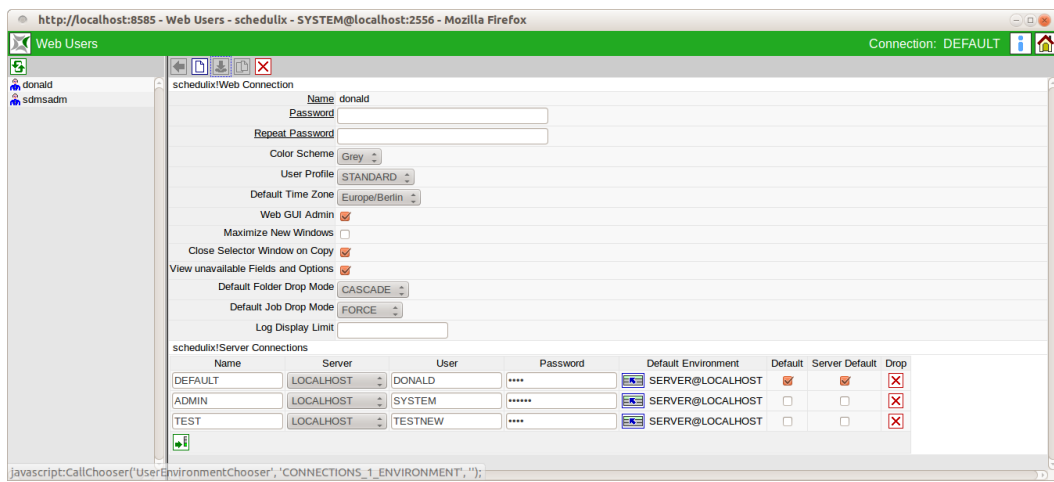 http://localhost:8585 - Web Users - schedulix - SYSTEM@localhost:2556 - Mozilla Firefox
Web Users
Connection: DEFAULT
donald
sdmsadm
schedulix!Web Connection
Name donald
Password
Repeat Password
Color Scheme Grey
User Profile STANDARD
Default Time Zone Europe/Berlin
Web GUI Admin
Maximize New Windows
Close Selector Window on Copy
View unavailable Fields and Options
Default Folder Drop Mode CASCADE
Default Job Drop Mode FORCE
Log Display Limit
schedulix!Server Connections
Name Server User Password Default Environment Default Server Default Drop
DEFAULT LOCALHOST DONALD •••• SERVER@LOCALHOST
ADMIN LOCALHOST SYSTEM •••••• SERVER@LOCALHOST
TEST LOCALHOST TESTNEW •••• SERVER@LOCALHOST
javascript:CallChooser('UserEnvironmentChooser', 'CONNECTIONS_1_ENVIRONMENT', '');